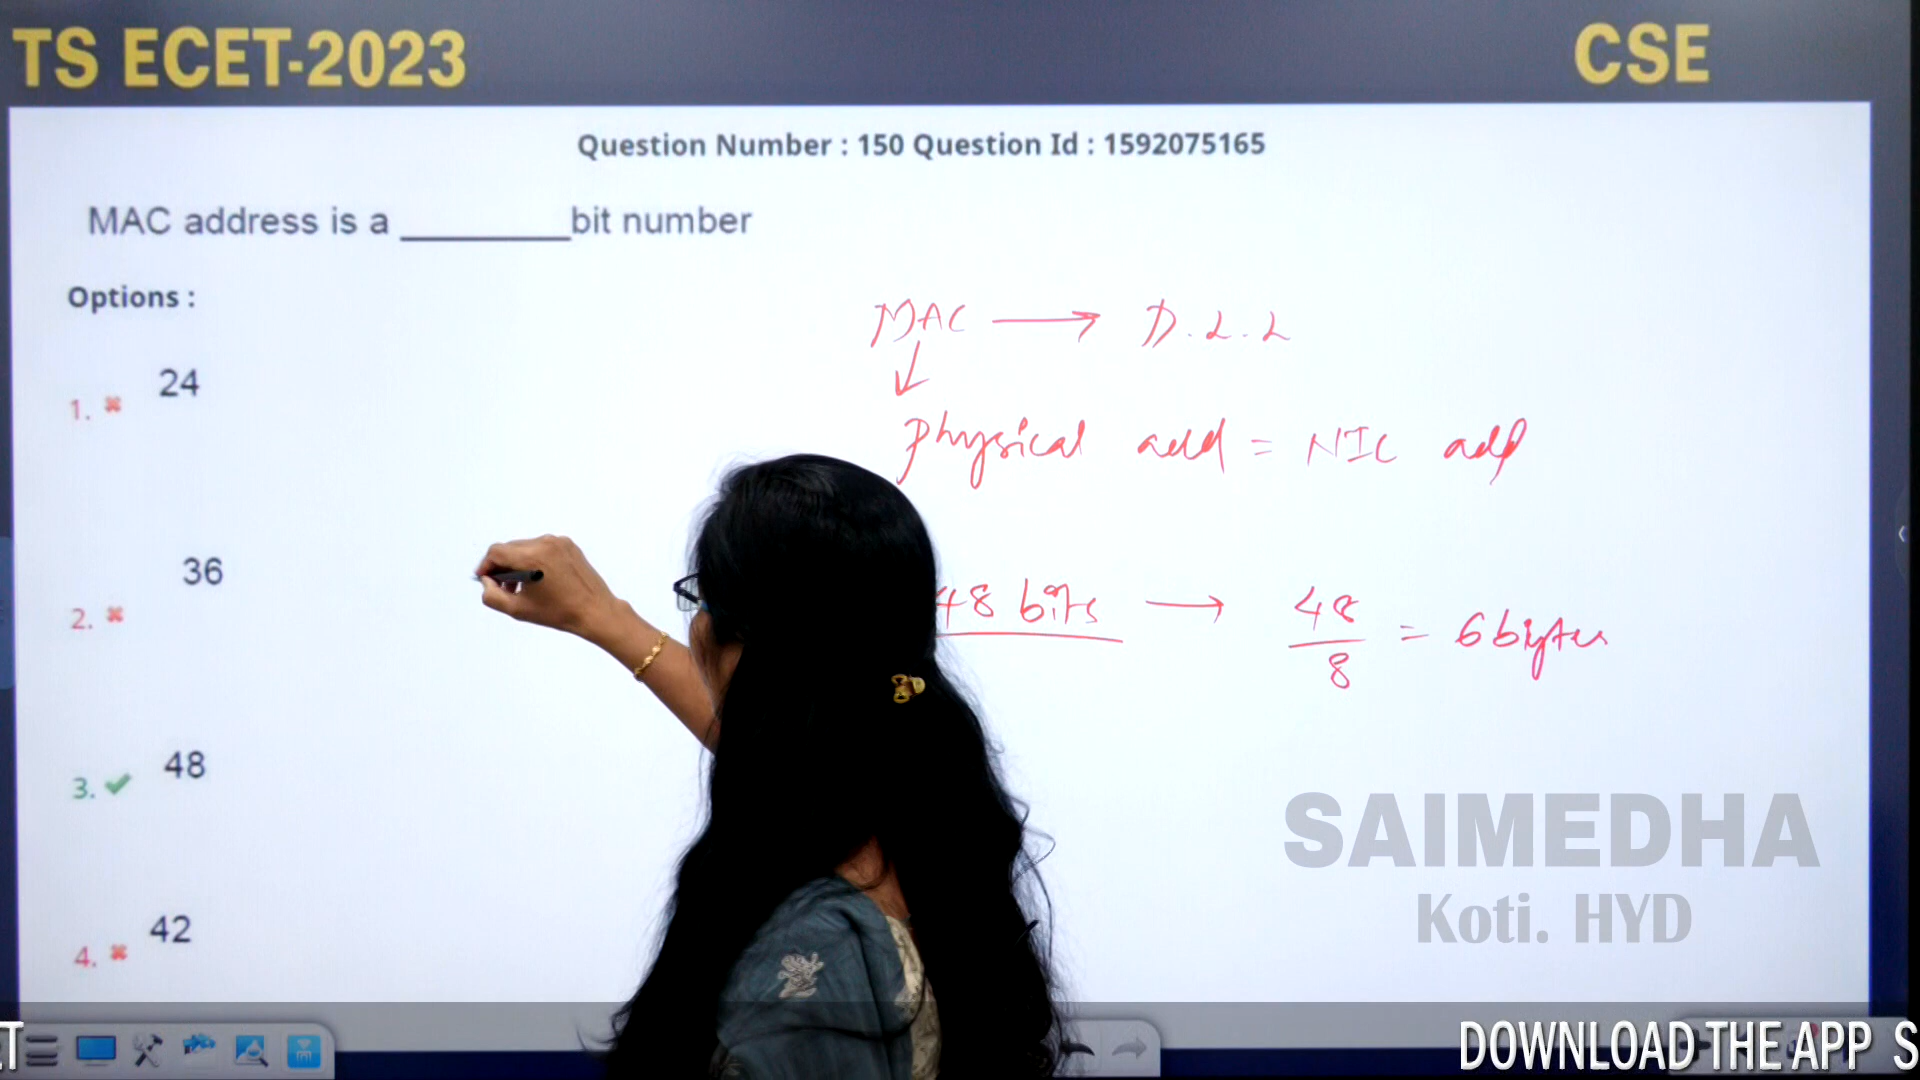 TS ECET-2023
CSE
Question Number : 150 Question Id : 1592075165
MAC address is a _________bit number
Options :
1. 24
2. 36
3. 48
4. 42
MAC → D.L.L
↓
Physical add = NIC add
48 bits → 48/8 = 6 bytes
SAIMEDHA
Koti. HYD
DOWNLOAD THE APP S